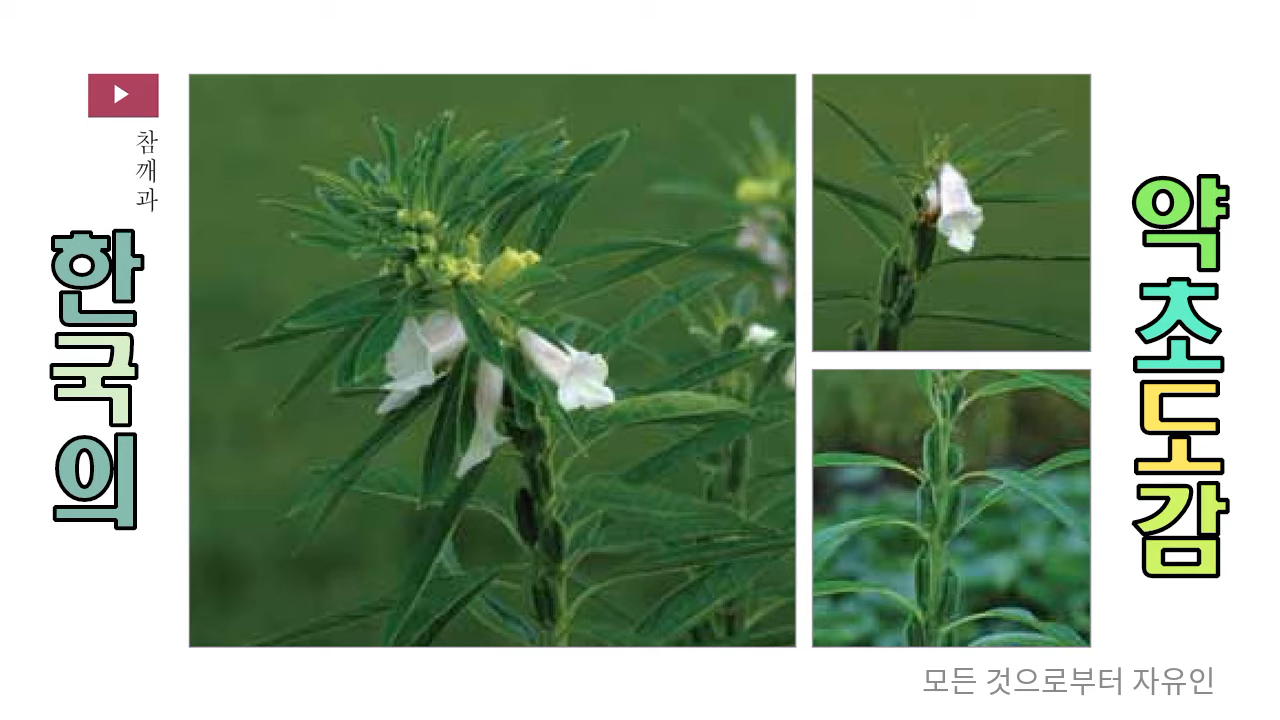 참깨과
한국의
약초도감
모든 것으로부터 자유인